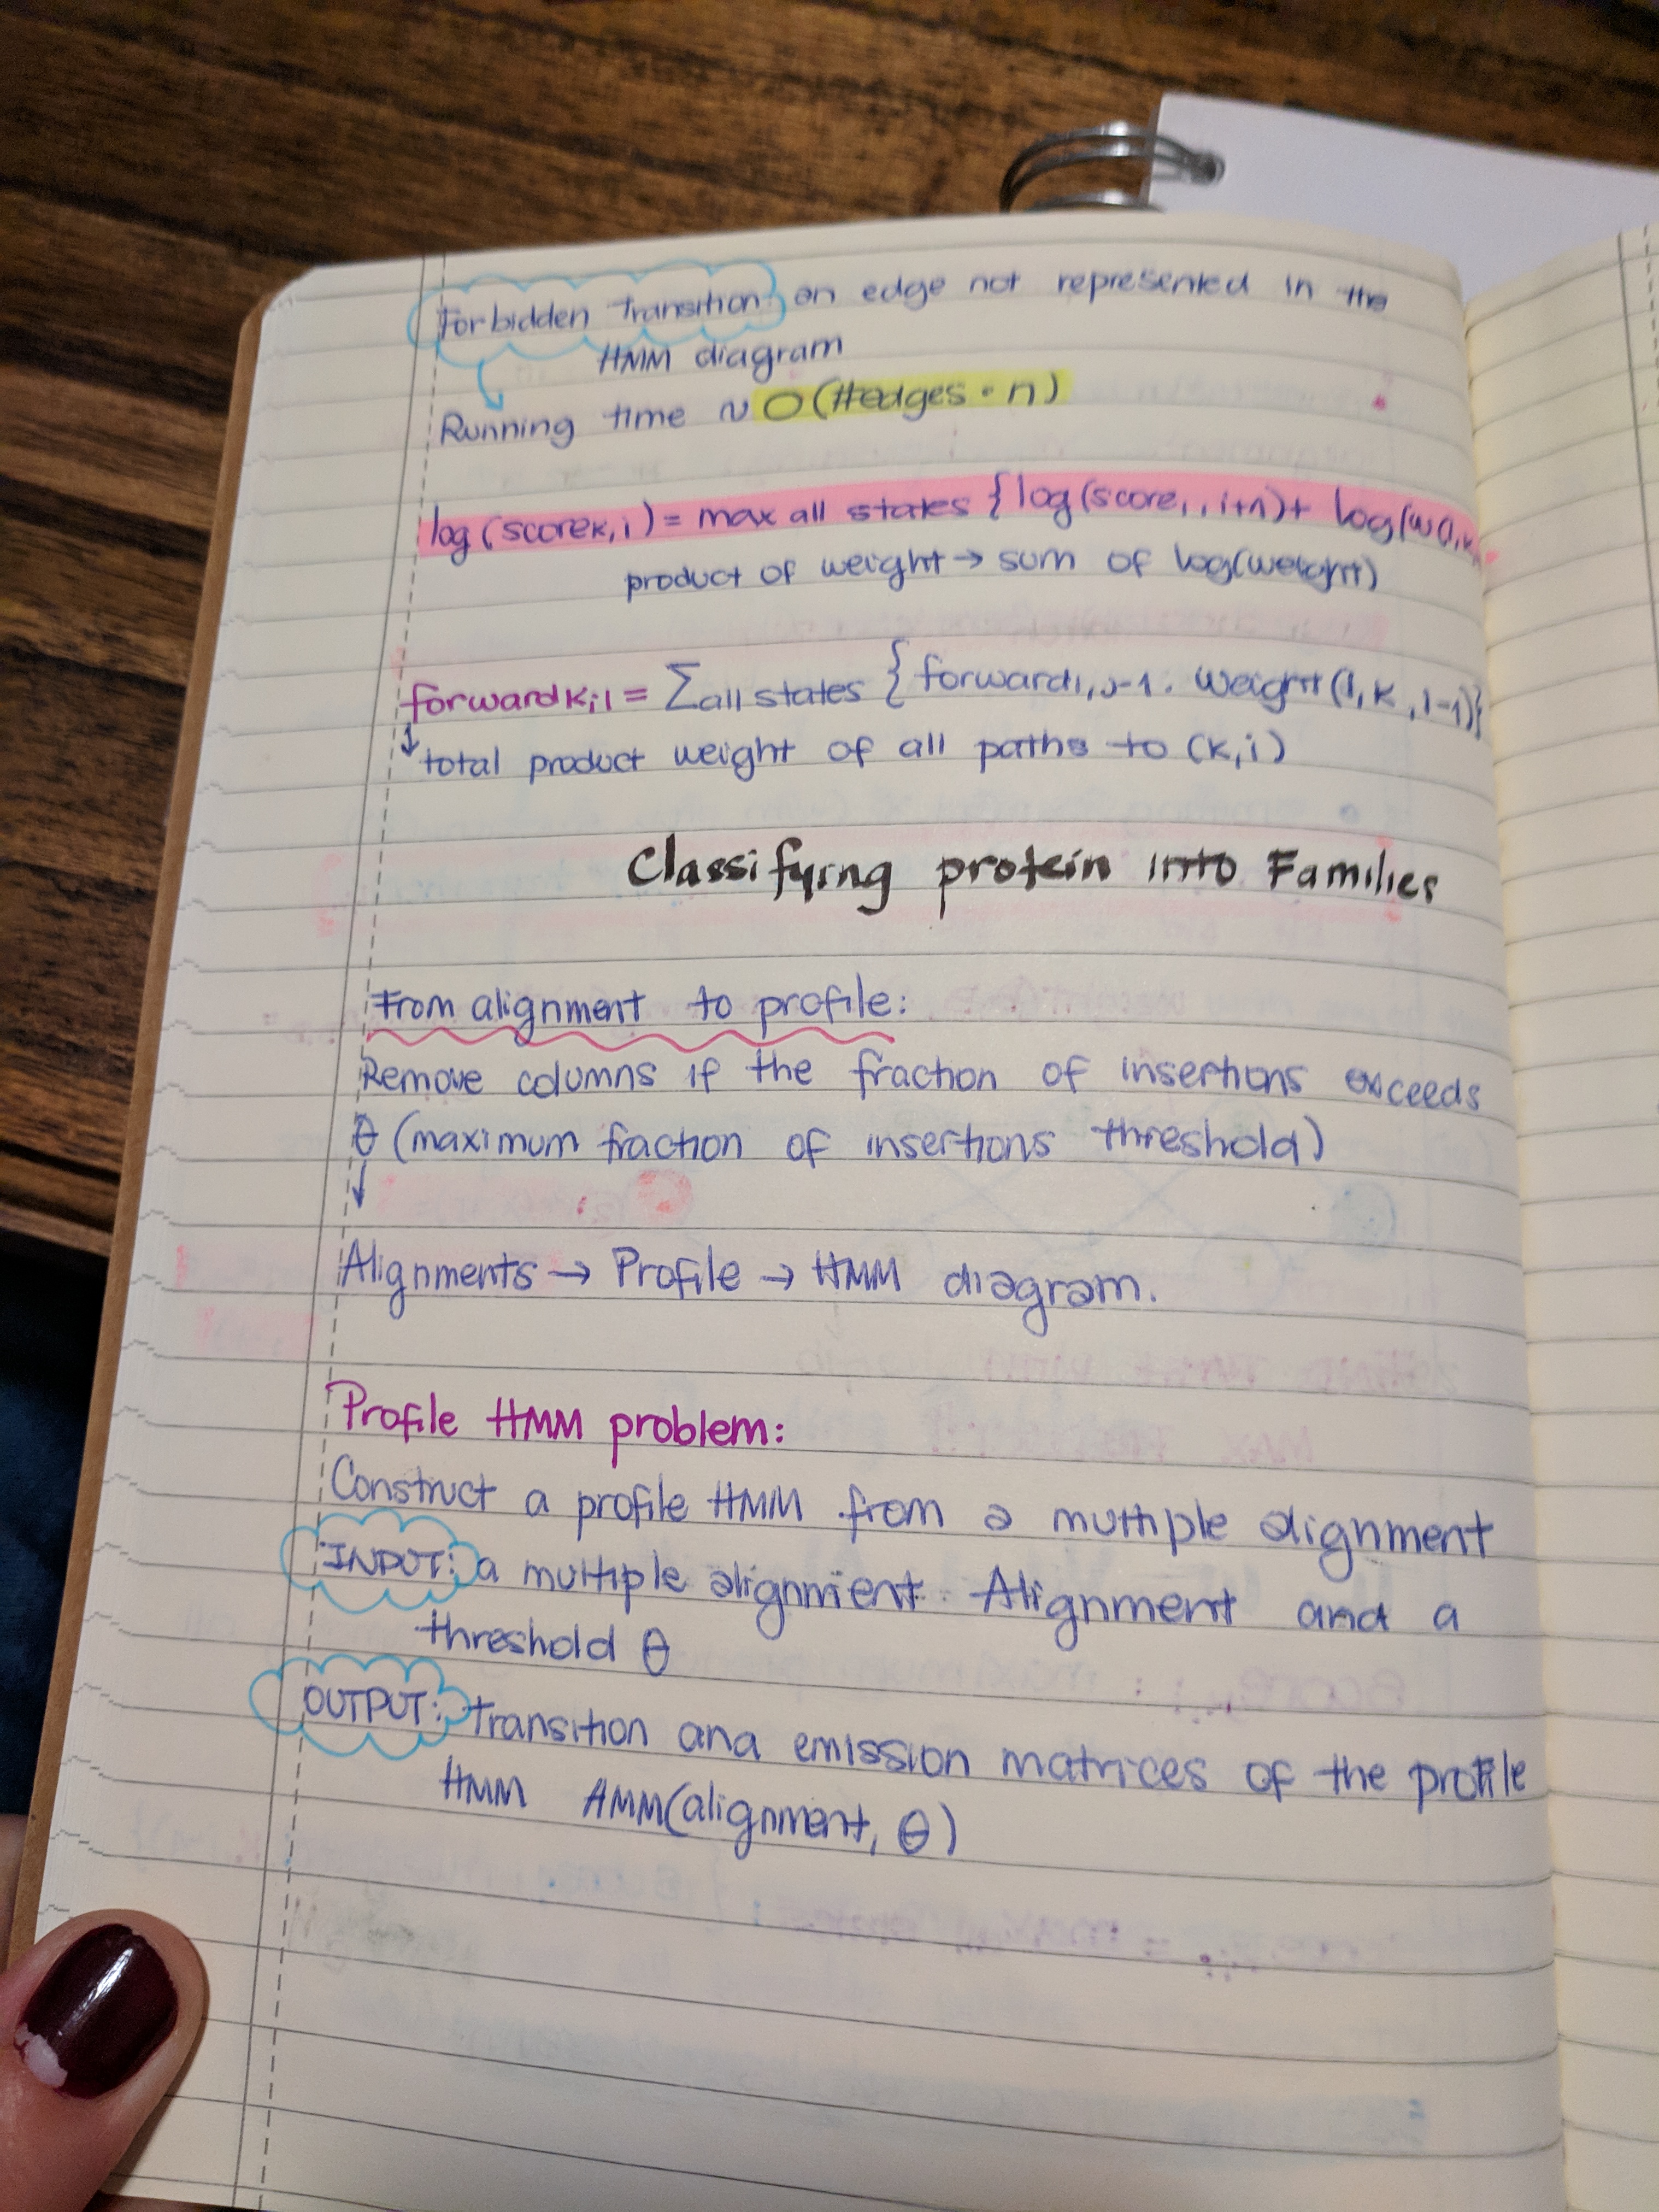 Forbidden Transition: an edge not represented in the
HMM diagram
Running time ~ O(#edges · n)
log(score k,i) = max all states { log(score l, i+1) + log(w(l,k,
product of weight → sum of log(weight)
forward k,i = Σ all states { forward l, i-1 . weight(l, K, i-1)}
↓ total product weight of all paths to (k,i)
Classifying protein into Families
From alignment to profile:
Remove columns if the fraction of insertions exceeds
θ (maximum fraction of insertions threshold)
↓
Alignments → Profile → HMM diagram.
Profile HMM problem:
Construct a profile HMM from a multiple alignment
INPUT: a multiple alignment Alignment and a
threshold θ
OUTPUT: Transition and emission matrices of the profile
HMM HMM(alignment, θ)